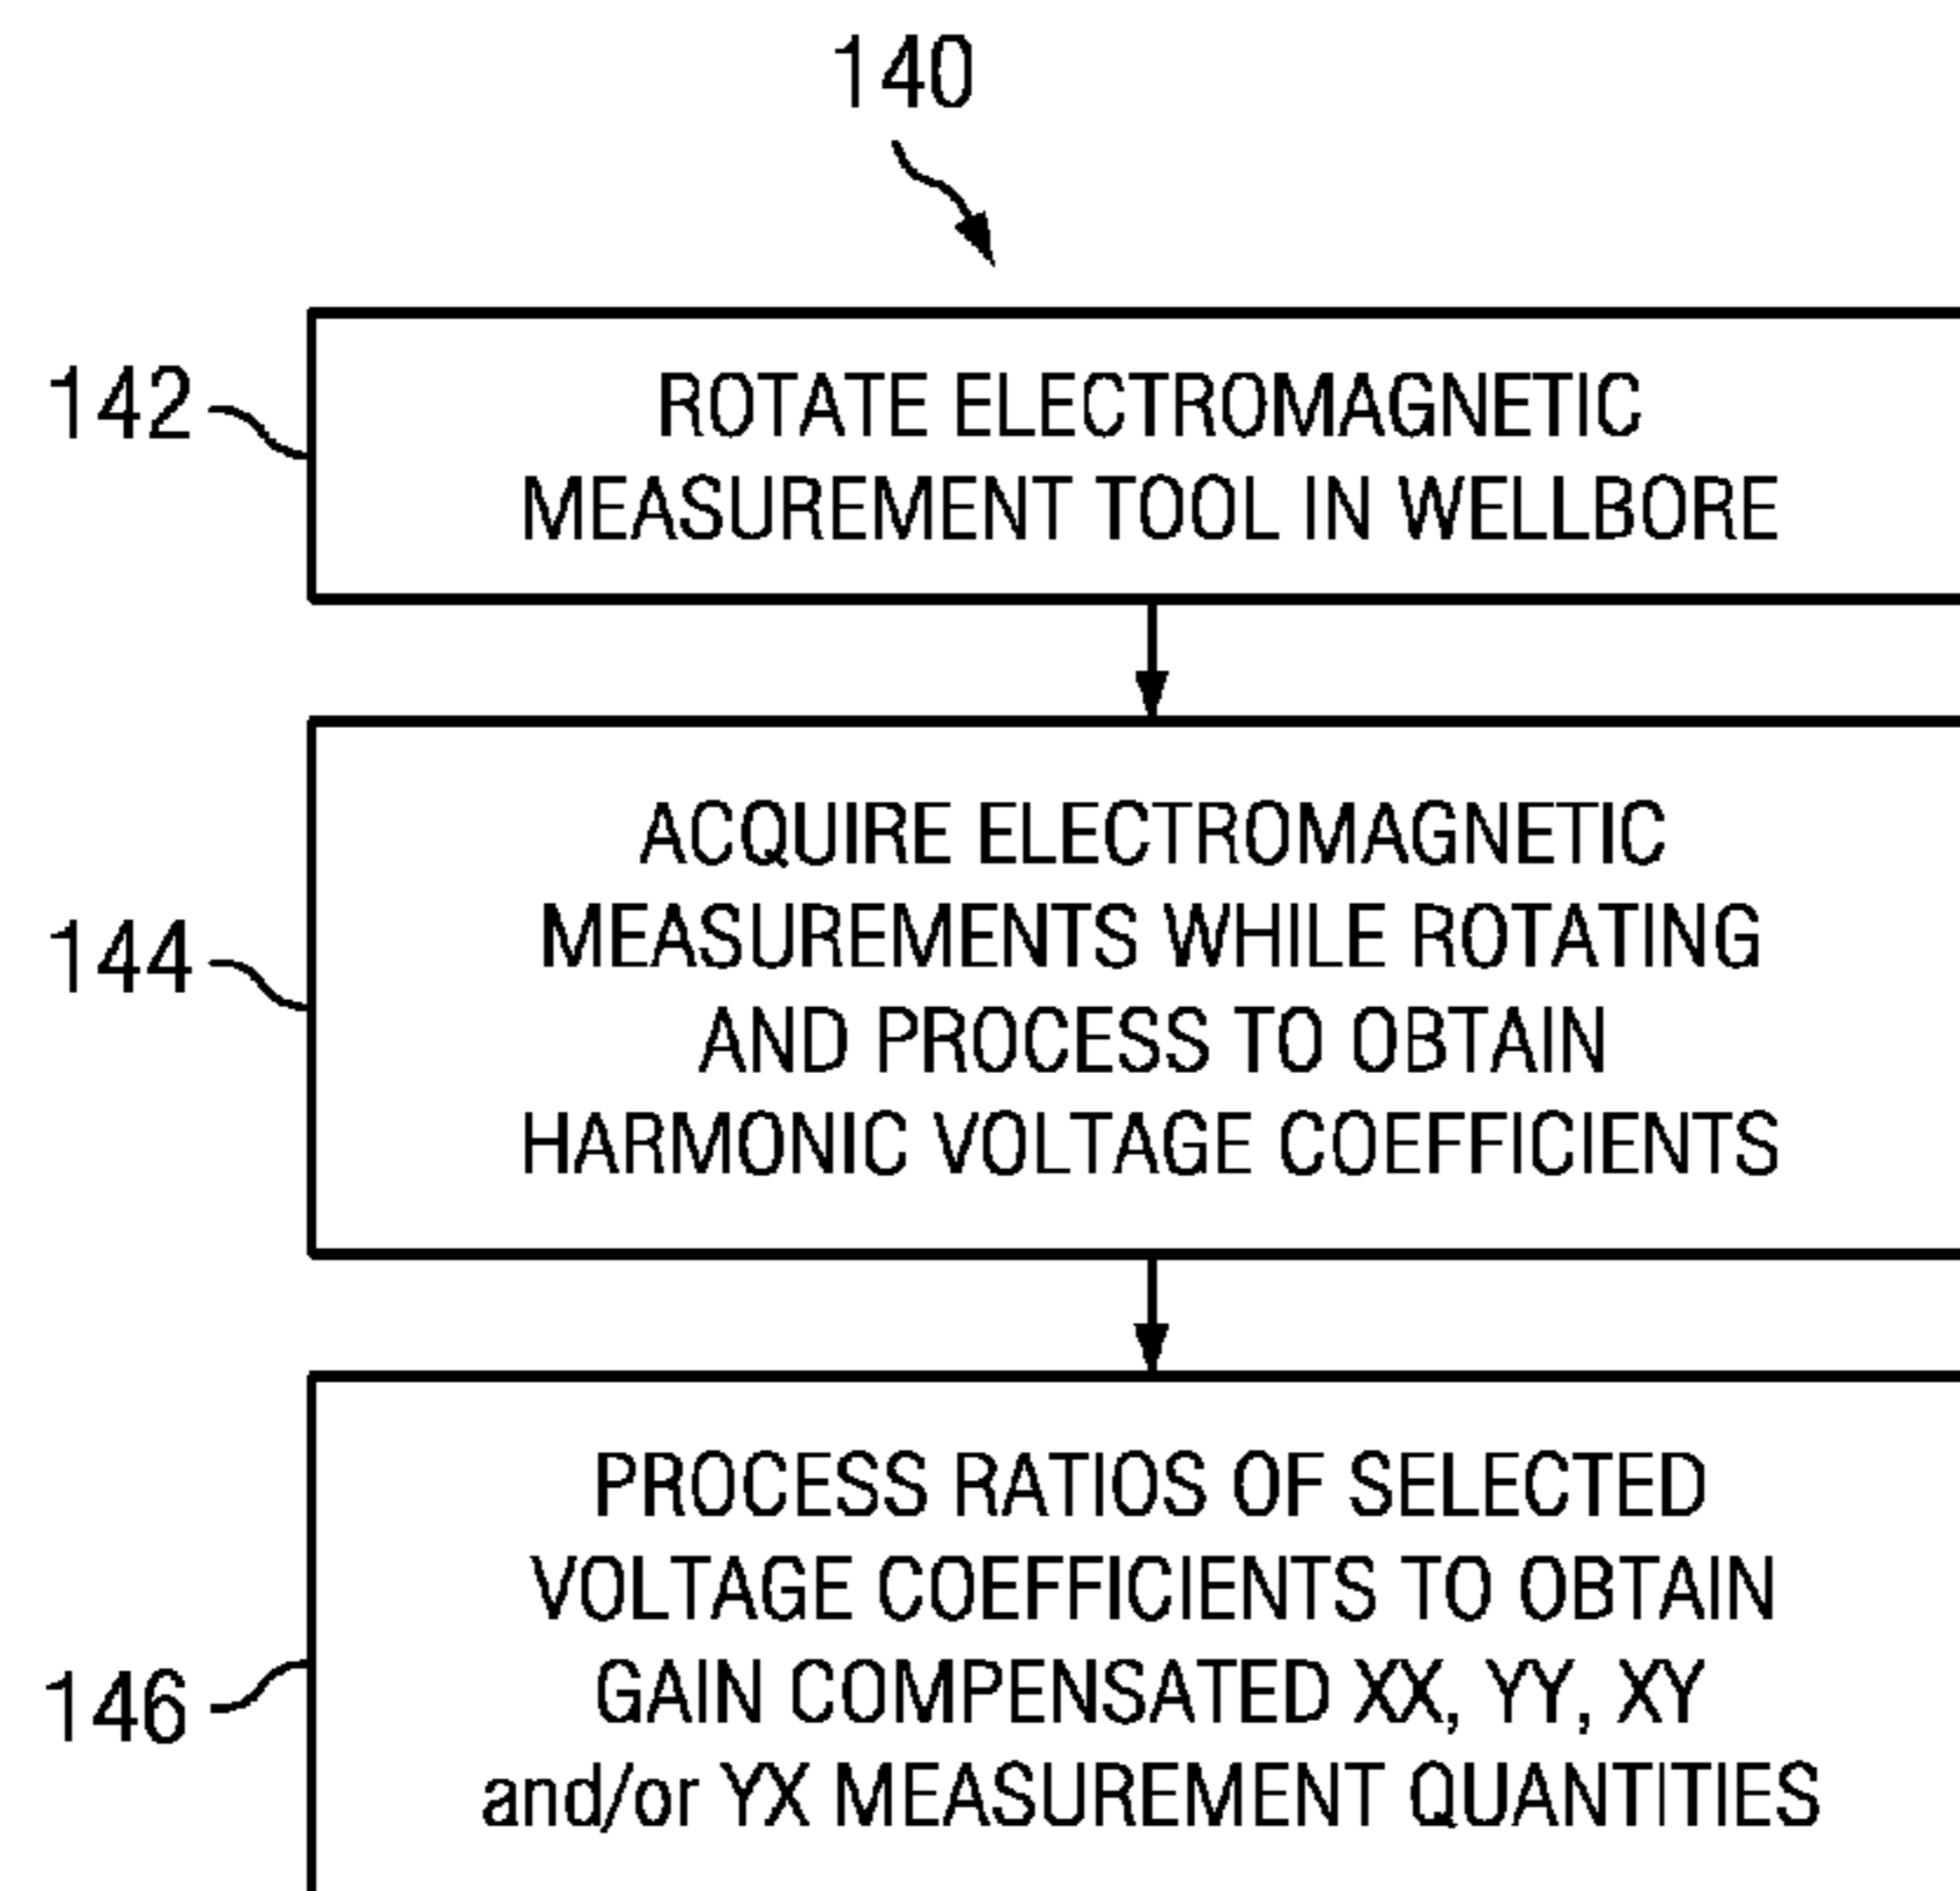 140
142
ROTATE ELECTROMAGNETIC
MEASUREMENT TOOL IN WELLBORE
144
ACQUIRE ELECTROMAGNETIC
MEASUREMENTS WHILE ROTATING
AND PROCESS TO OBTAIN
HARMONIC VOLTAGE COEFFICIENTS
146
PROCESS RATIOS OF SELECTED
VOLTAGE COEFFICIENTS TO OBTAIN
GAIN COMPENSATED XX, YY, XY
and/or YX MEASUREMENT QUANTITIES